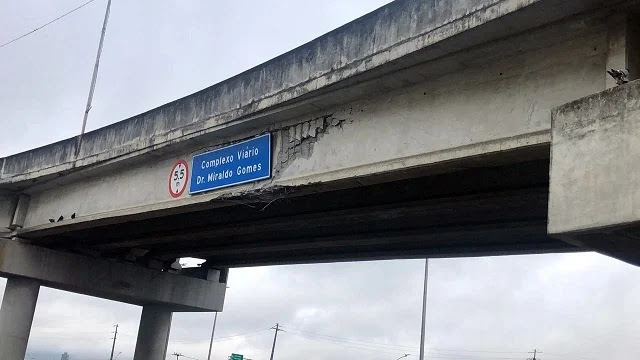 5,5
m
Complexo Viário
Dr. Miraldo Gomes